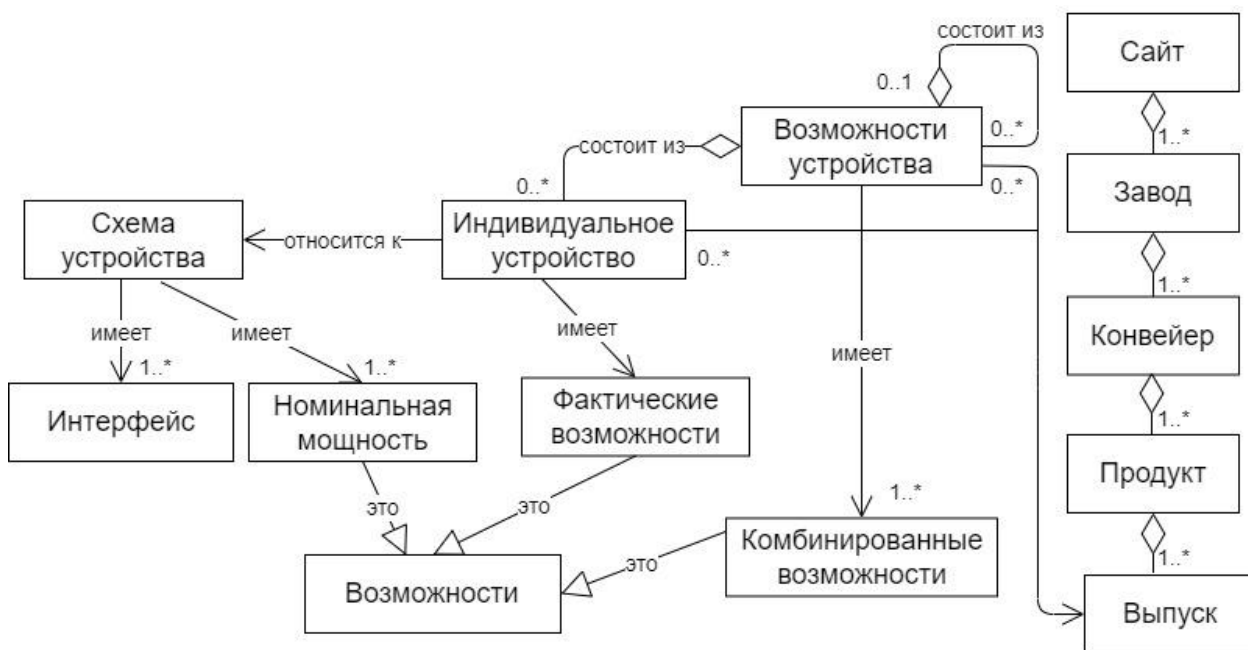 состоит из
Сайт
0..1
Возможности
устройства
0..*
1..*
состоит из
0..*
0..*
Завод
Схема
устройства
относится к
Индивидуальное
устройство
0..*
1..*
имеет
имеет
имеет
имеет
Конвейер
1..*
1..*
Интерфейс
Номинальная
мощность
Фактические
возможности
1..*
Продукт
это
это
1..*
Комбинированные
возможности
1..*
это
Возможности
Выпуск